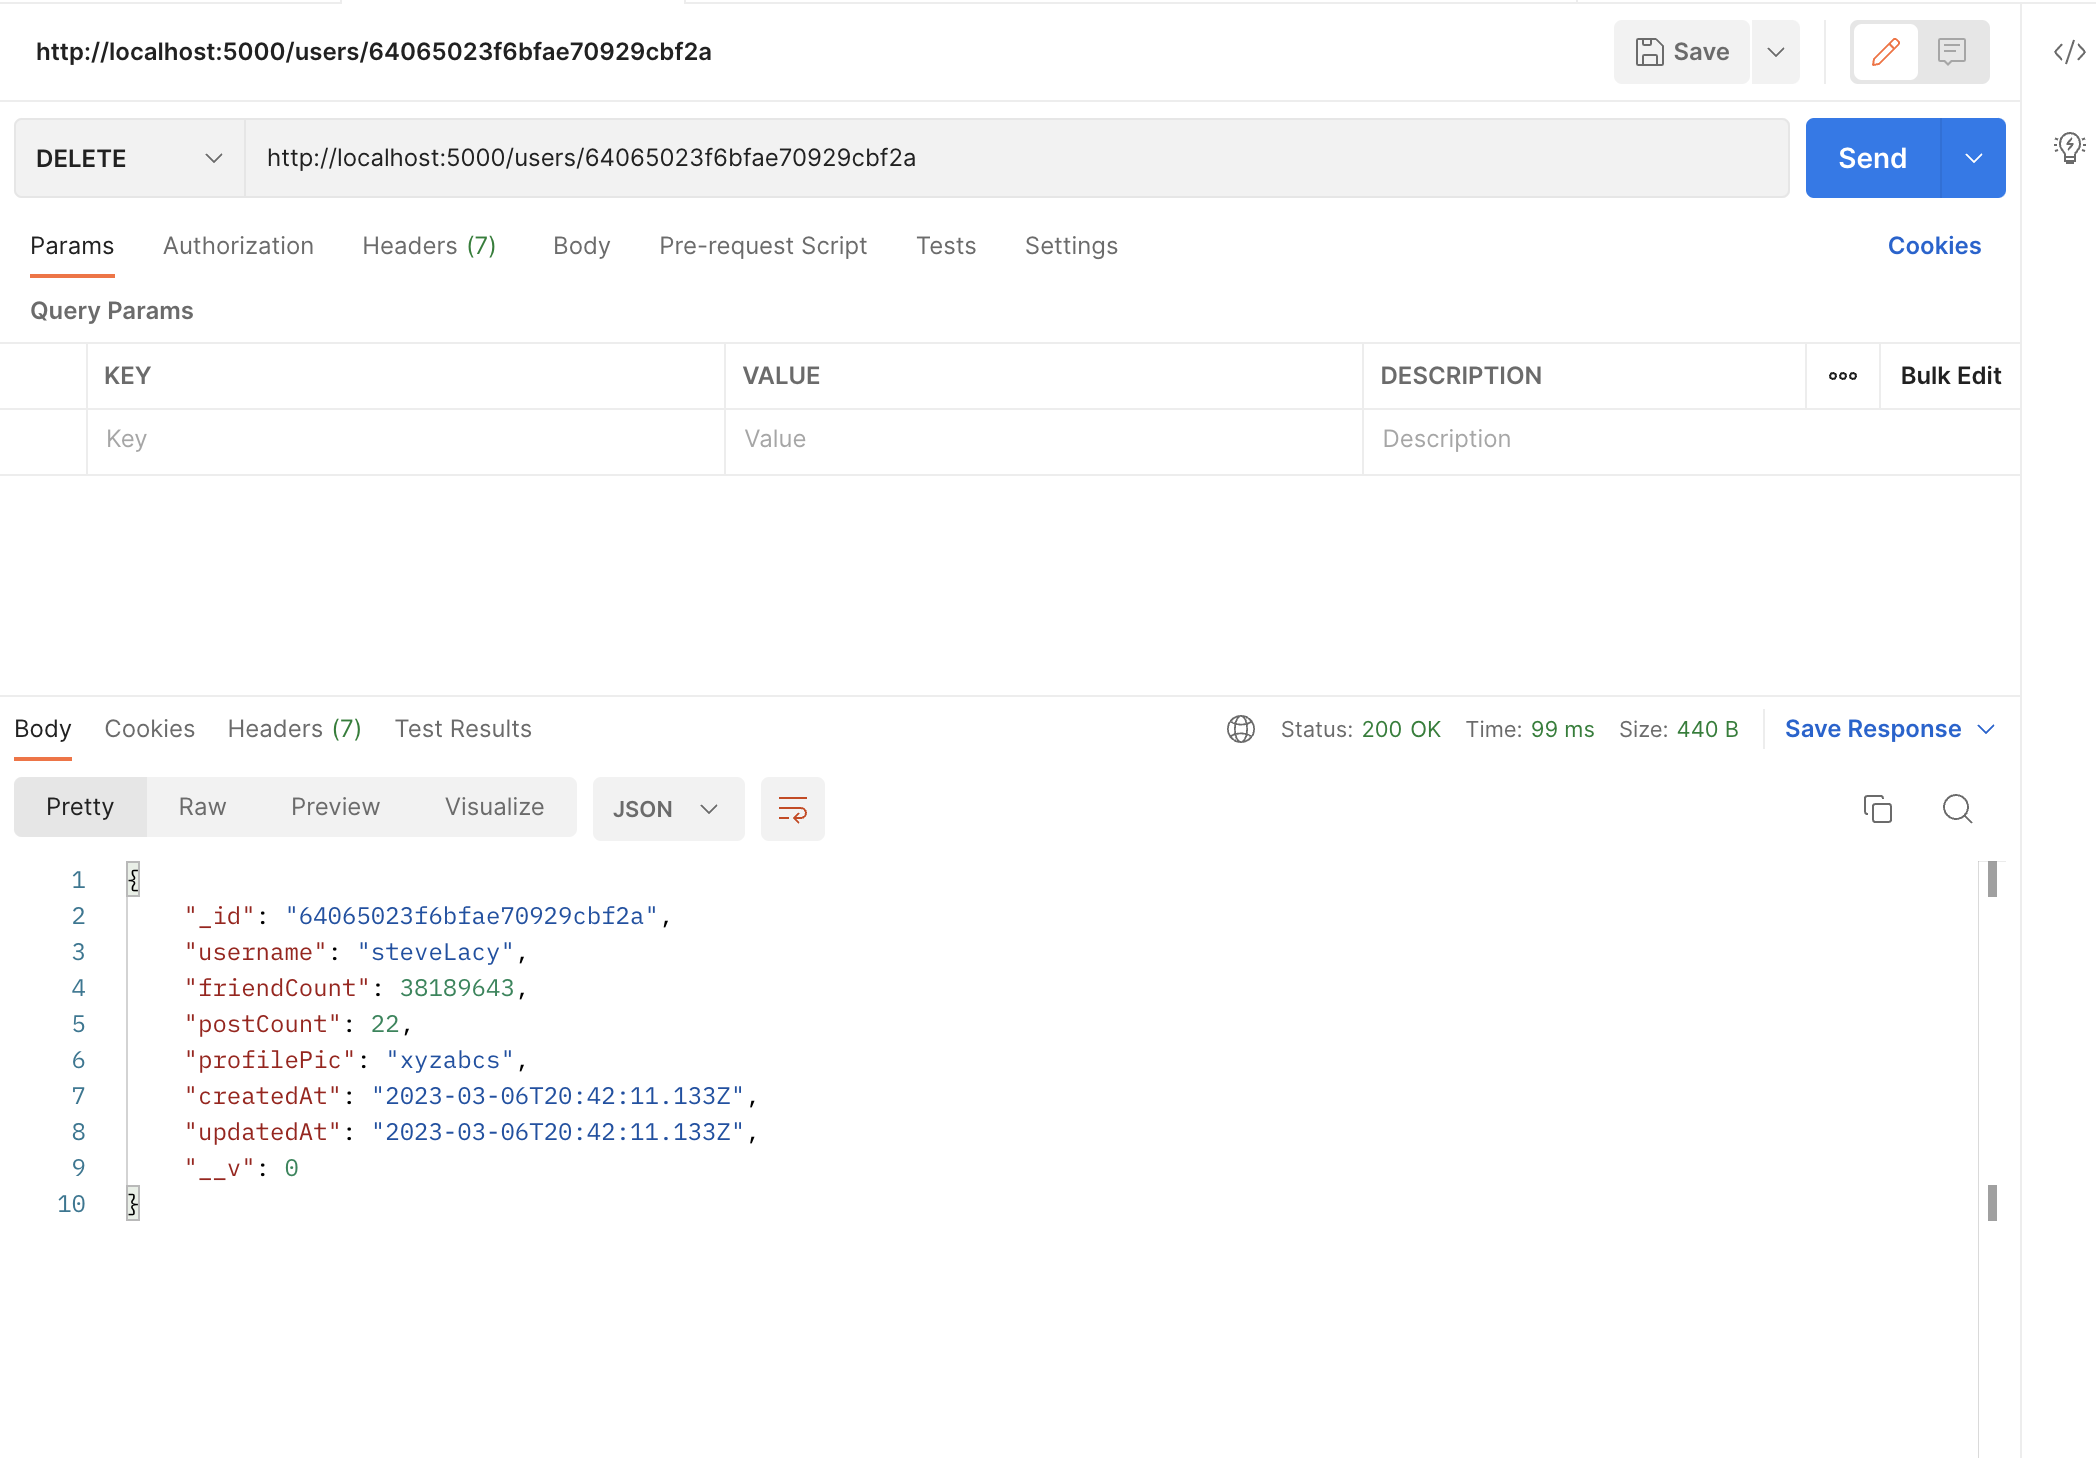 http://localhost:5000/users/64065023f6bfae70929cbf2a
Save
DELETE http://localhost:5000/users/64065023f6bfae70929cbf2a Send
Params Authorization Headers (7) Body Pre-request Script Tests Settings Cookies
Query Params
KEY VALUE DESCRIPTION Bulk Edit
Key Value Description
Body Cookies Headers (7) Test Results Status: 200 OK Time: 99 ms Size: 440 B Save Response
Pretty Raw Preview Visualize JSON
1 {
2 "_id": "64065023f6bfae70929cbf2a",
3 "username": "steveLacy",
4 "friendCount": 38189643,
5 "postCount": 22,
6 "profilePic": "xyzabcs",
7 "createdAt": "2023-03-06T20:42:11.133Z",
8 "updatedAt": "2023-03-06T20:42:11.133Z",
9 "__v": 0
10 }